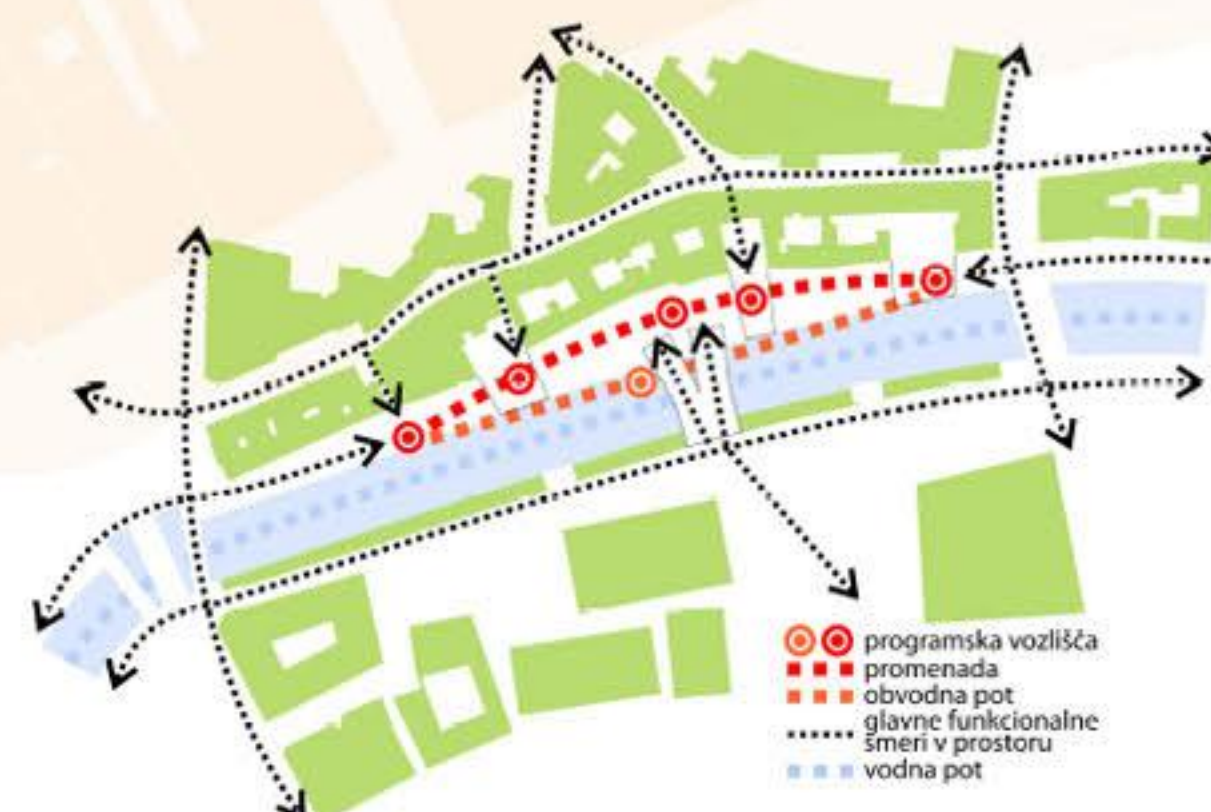 programska vozlišča
promenada
obvodna pot
glavne funkcionalne
smeri v prostoru
vodna pot